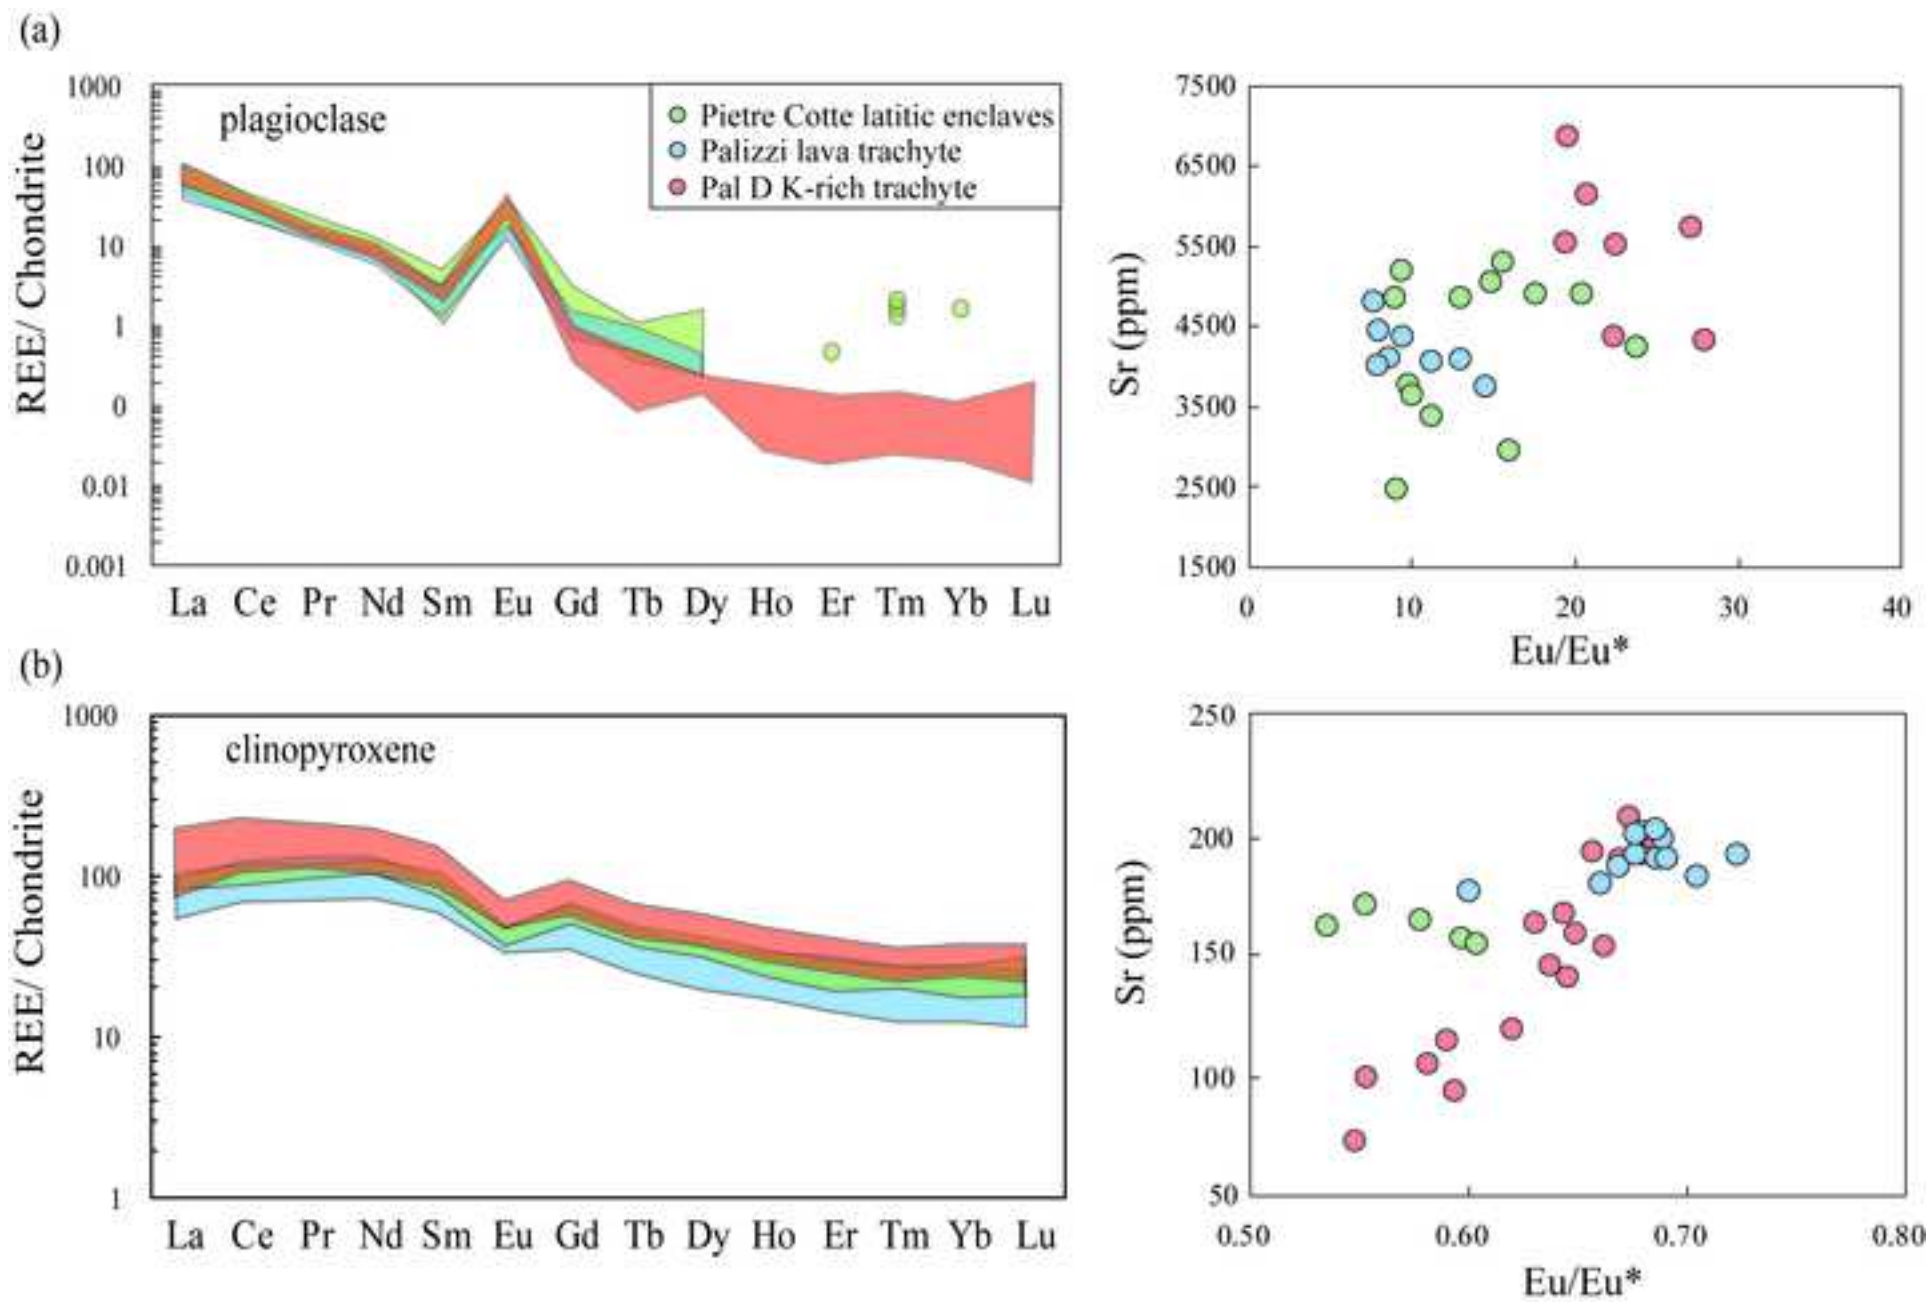 (a)
REE/ Chondrite
1000
100
10
1
0
0.01
0.001
plagioclase
Pietre Cotte latitic enclaves
Palizzi lava trachyte
Pal D K-rich trachyte
La Ce Pr Nd Sm Eu Gd Tb Dy Ho Er Tm Yb Lu
Sr (ppm)
7500
6500
5500
4500
3500
2500
1500
0 10 20 30 40
Eu/Eu*
(b)
REE/ Chondrite
1000
100
10
1
clinopyroxene
La Ce Pr Nd Sm Eu Gd Tb Dy Ho Er Tm Yb Lu
Sr (ppm)
250
200
150
100
50
0.50 0.60 0.70 0.80
Eu/Eu*